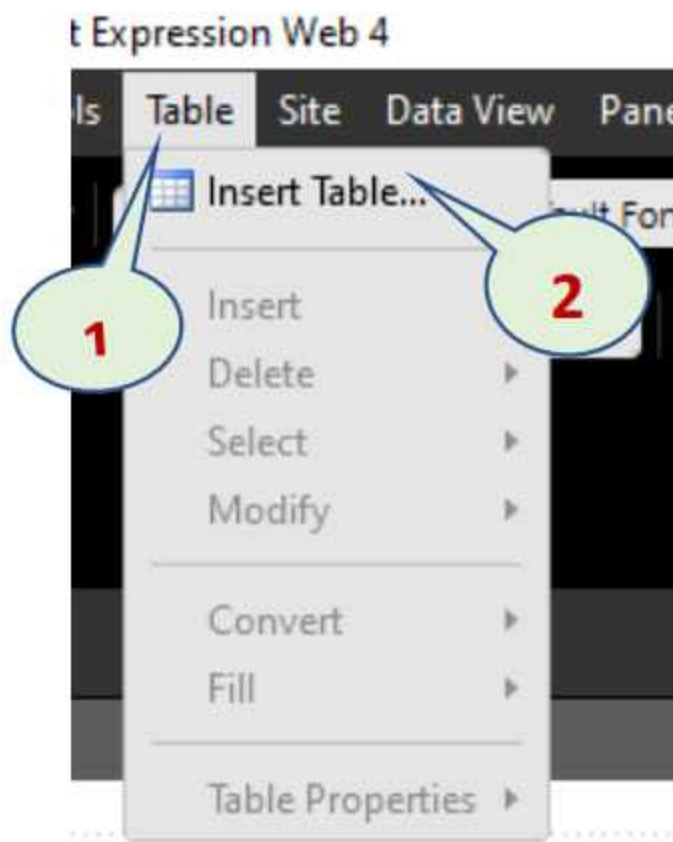 t Expression Web 4
ls Table Site Data View Pane
Insert Table...
ult Fon
1
2
Insert
Delete
Select
Modify
Convert
Fill
Table Properties